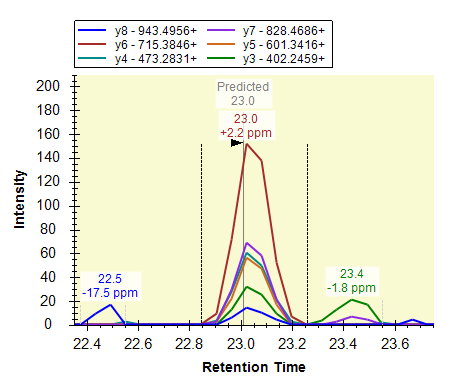 y8 - 943.4956+ y7 - 828.4686+
y6 - 715.3846+ y5 - 601.3416+
y4 - 473.2831+ y3 - 402.2459+
Predicted
23.0
23.0
+2.2 ppm
22.5
-17.5 ppm
23.4
-1.8 ppm
200
180
160
140
120
100
80
60
40
20
0
Intensity
22.4 22.6 22.8 23.0 23.2 23.4 23.6
Retention Time